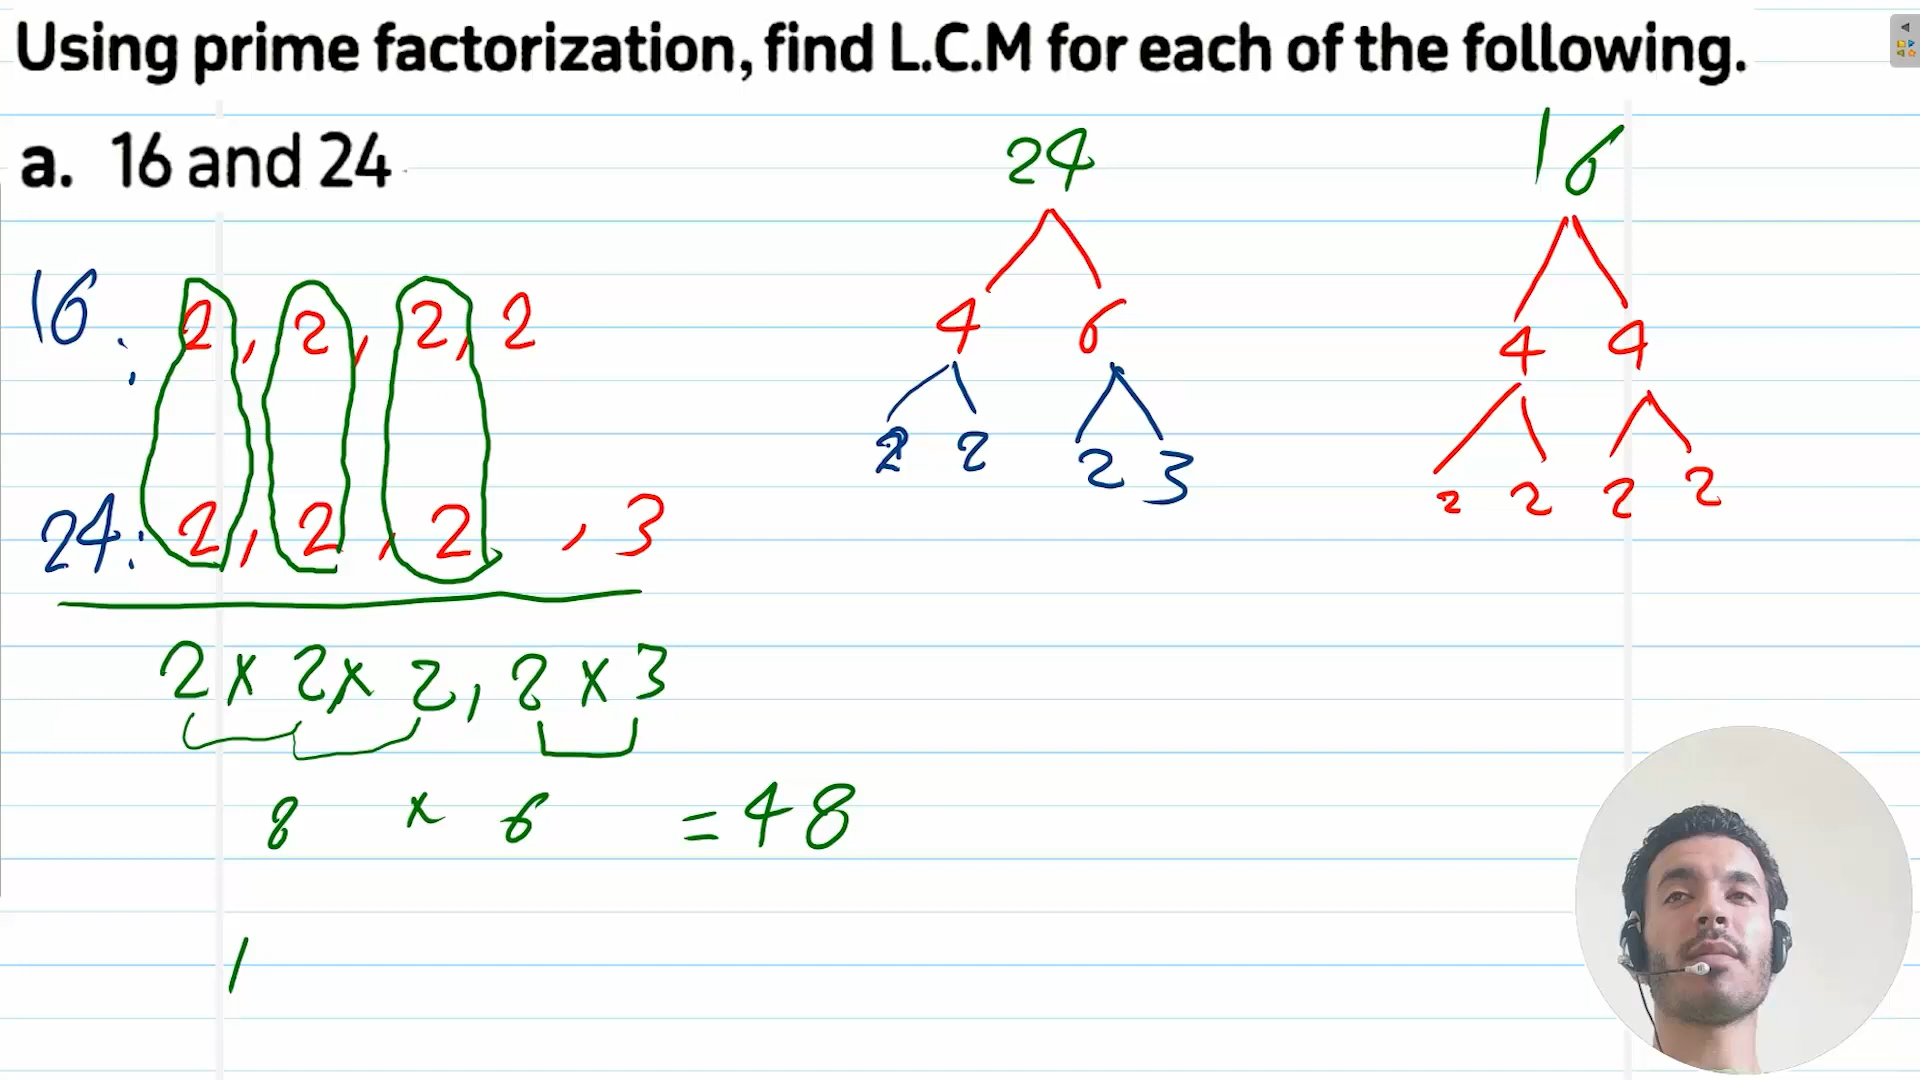 Using prime factorization, find L.C.M for each of the following.
a. 16 and 24
16: 2, 2, 2, 2
24: 2, 2, 2, 3
2 x 2 x 2, 2 x 3
8 x 6 = 48
1
24
4 6
2 2 2 3
16
4 4
2 2 2 2